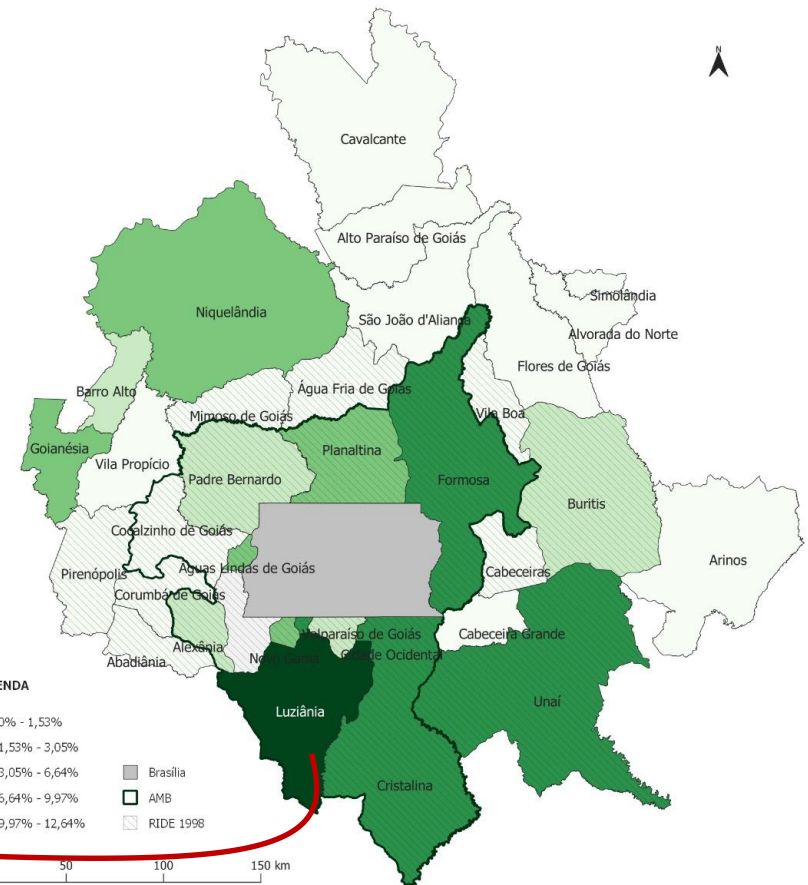 N
Cavalcante
Alto Paraíso de Goiás
Niquelândia
São João d'Aliança
Simolândia
Alvorada do Norte
Flores de Goiás
Água Fria de Goiás
Barro Alto
Mimoso de Goiás
Vila Boa
Goianésia
Vila Propício
Planaltina
Padre Bernardo
Formosa
Buritis
Cocalzinho de Goiás
Arinos
Águas Lindas de Goiás
Pirenópolis
Cabeceiras
Corumbá de Goiás
Alexânia
Valparaíso de Goiás
Cabeceira Grande
Abadiânia
Novo Gama
Cidade Ocidental
Unaí
Luziânia
Cristalina
ENDA
0% - 1,53%
1,53% - 3,05%
3,05% - 6,64%
6,64% - 9,97%
9,97% - 12,64%
Brasília
AMB
RIDE 1998
50 100 150 km